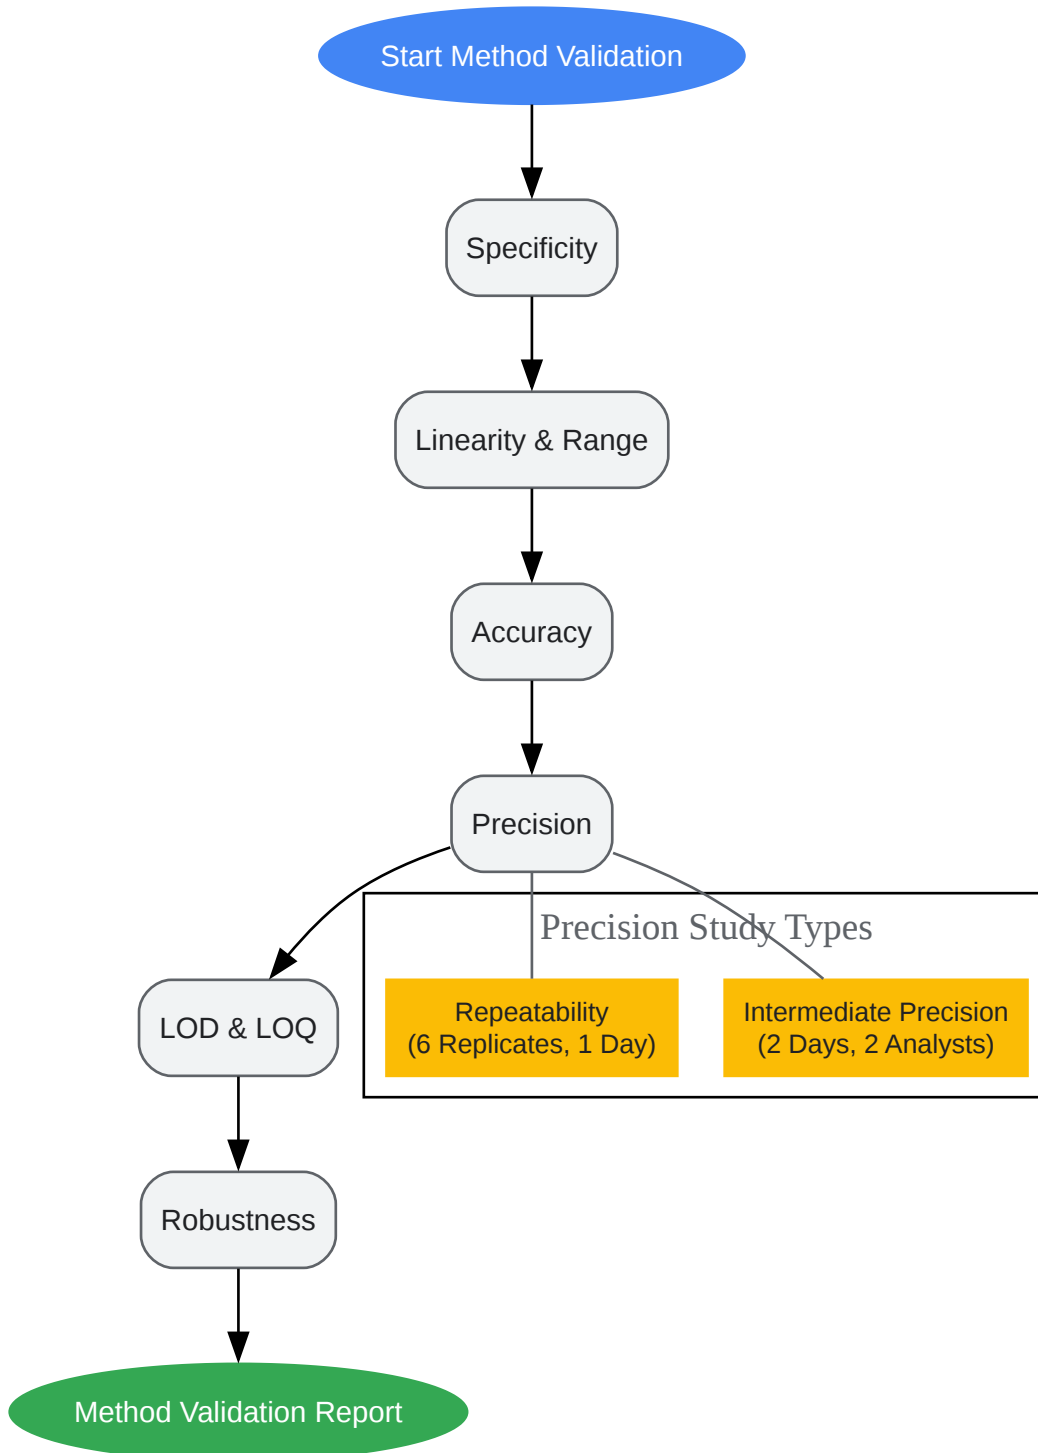 Start Method Validation
Specificity
Linearity & Range
Accuracy
Precision
Precision Study Types
LOD & LOQ
Repeatability
(6 Replicates, 1 Day)
Intermediate Precision
(2 Days, 2 Analysts)
Robustness
Method Validation Report